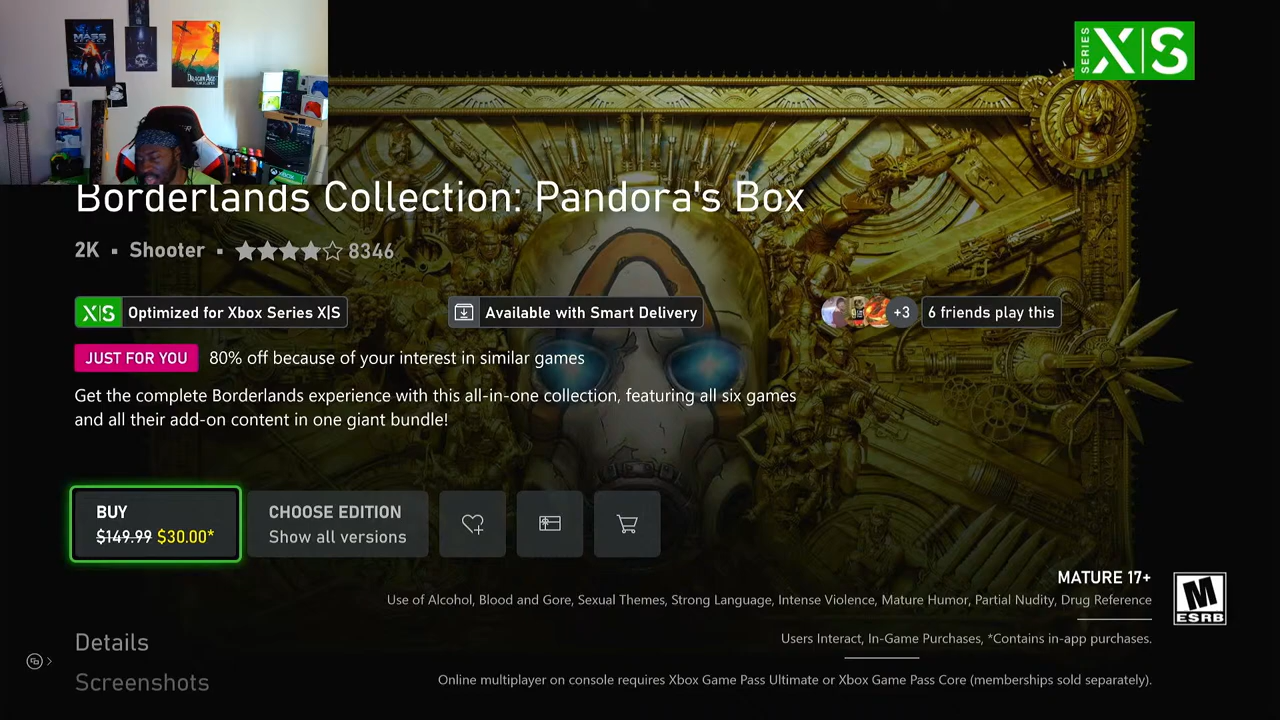 MASS EFFECT
DRAGON AGE
ORIGINS
XBOX
SERIES X|S
Borderlands Collection: Pandora's Box
2K ▪ Shooter ▪ 8346
X|S Optimized for Xbox Series X|S
Available with Smart Delivery
+3 6 friends play this
JUST FOR YOU 80% off because of your interest in similar games
Get the complete Borderlands experience with this all-in-one collection, featuring all six games
and all their add-on content in one giant bundle!
BUY
$149.99 $30.00*
CHOOSE EDITION
Show all versions
MATURE 17+
Use of Alcohol, Blood and Gore, Sexual Themes, Strong Language, Intense Violence, Mature Humor, Partial Nudity, Drug Reference
M
ESRB
Users Interact, In-Game Purchases, *Contains in-app purchases.
Online multiplayer on console requires Xbox Game Pass Ultimate or Xbox Game Pass Core (memberships sold separately).
Details
Screenshots